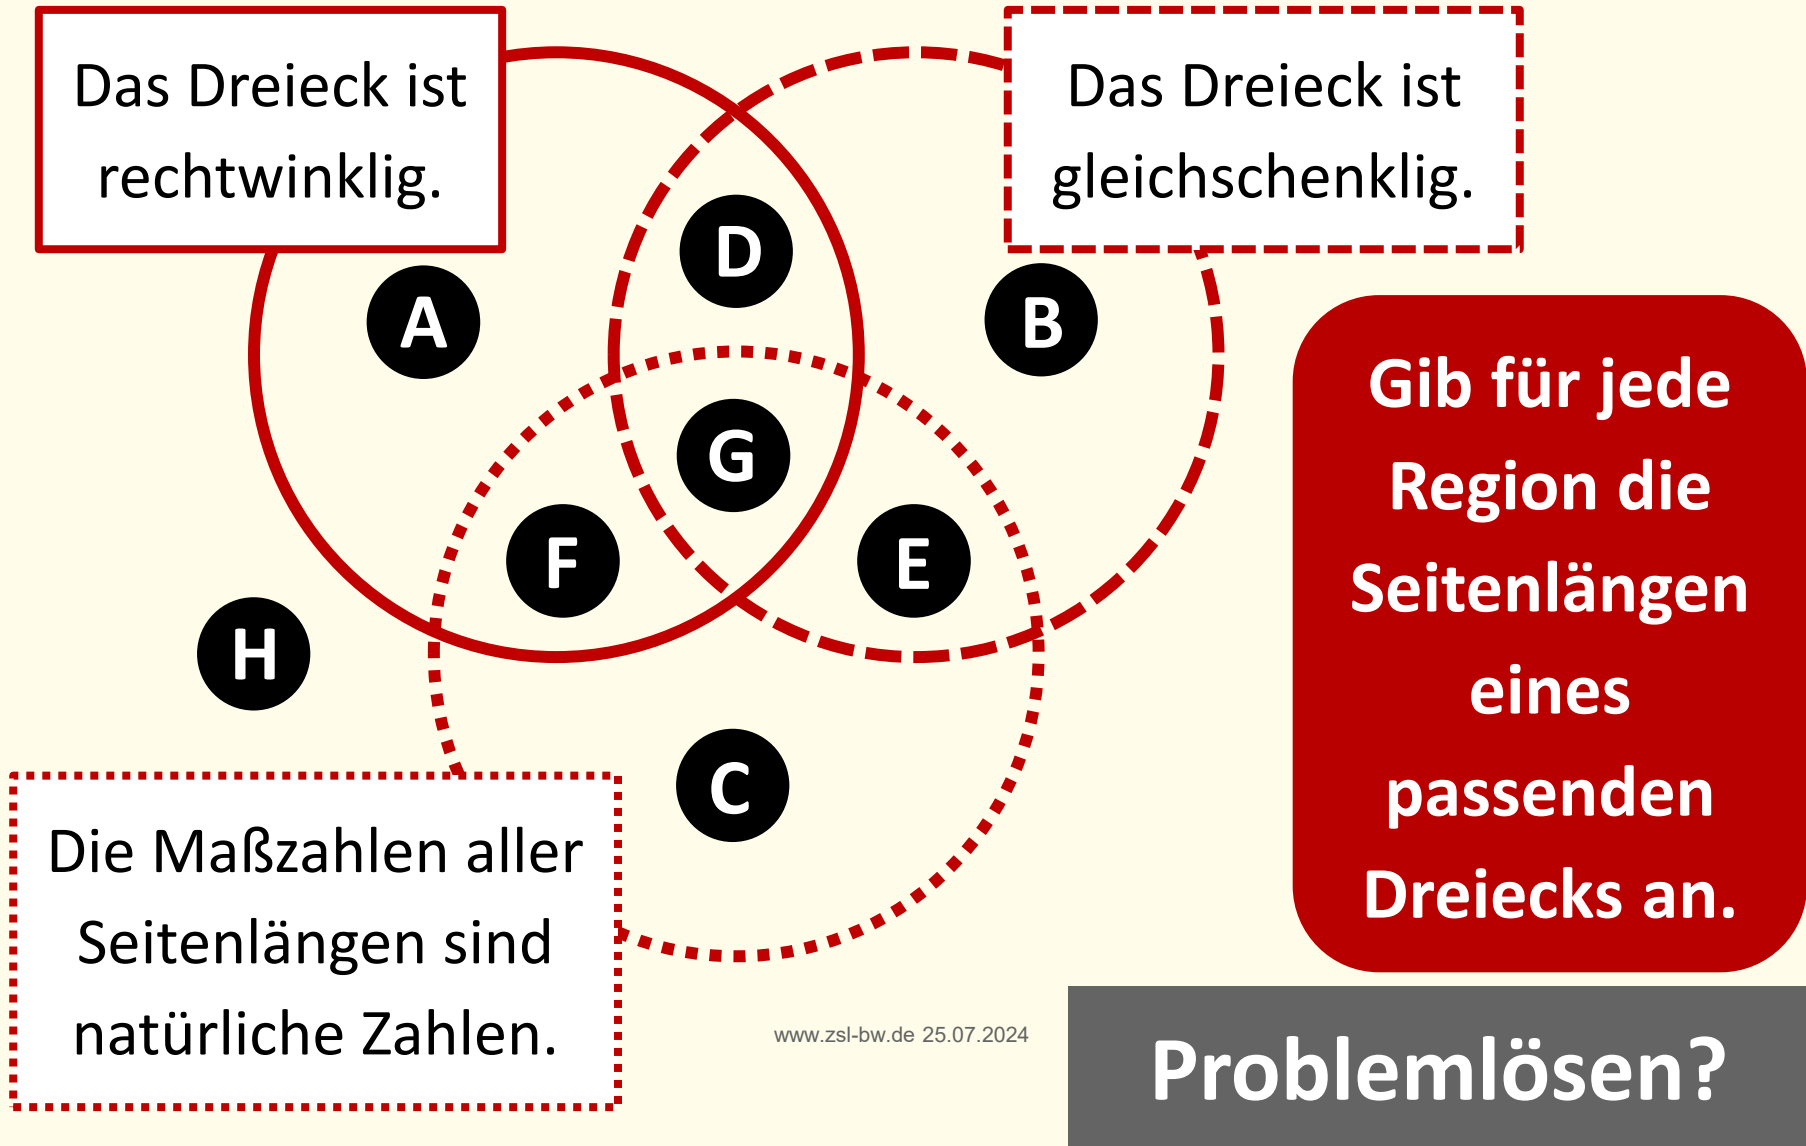 Das Dreieck ist
rechtwinklig.
Das Dreieck ist
gleichschenklig.
D
A
B
G
F
E
H
C
Gib für jede
Region die
Seitenlängen
eines
passenden
Dreiecks an.
Die Maßzahlen aller
Seitenlängen sind
natürliche Zahlen.
www.zsl-bw.de 25.07.2024
Problemlösen?